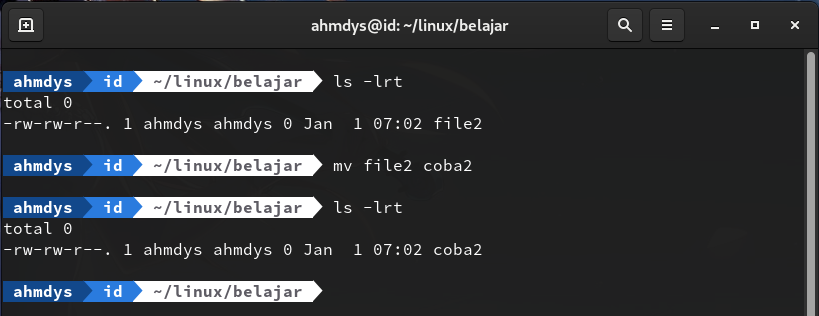 ahmdys@id: ~/linux/belajar
ahmdys id ~/linux/belajar ls -lrt
total 0
-rw-rw-r--. 1 ahmdys ahmdys 0 Jan  1 07:02 file2
ahmdys id ~/linux/belajar mv file2 coba2
ahmdys id ~/linux/belajar ls -lrt
total 0
-rw-rw-r--. 1 ahmdys ahmdys 0 Jan  1 07:02 coba2
ahmdys id ~/linux/belajar